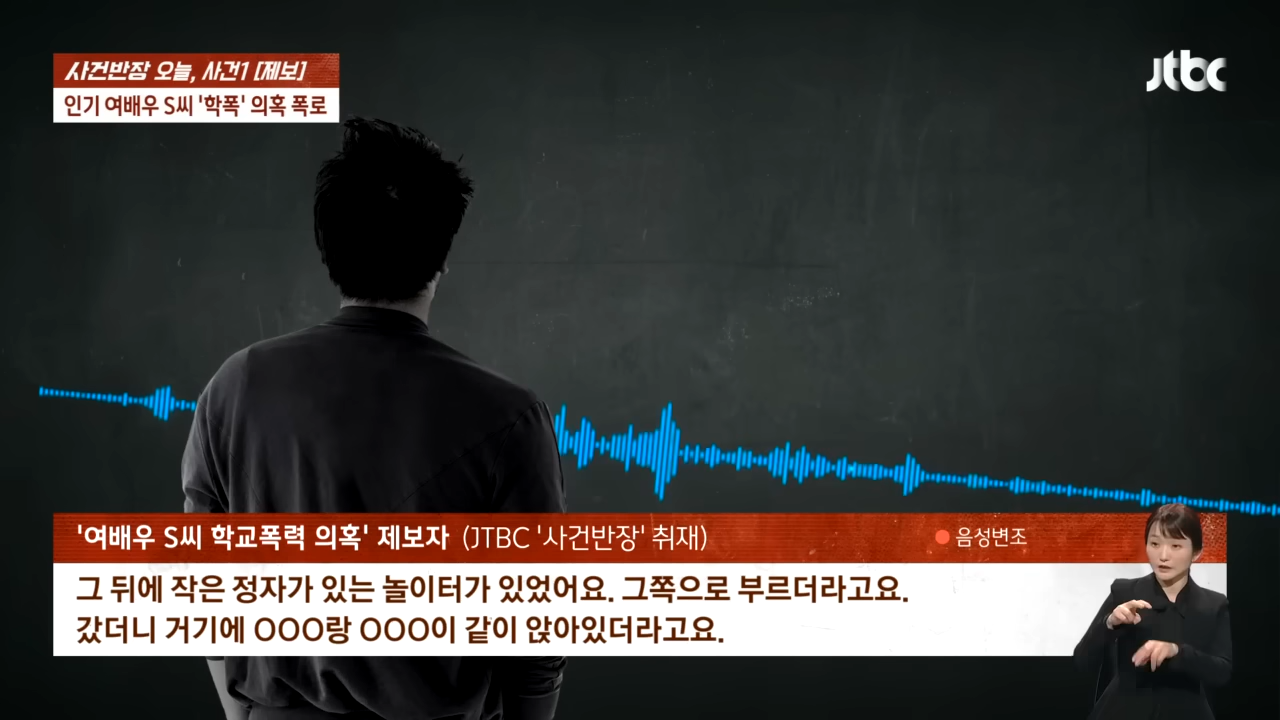 사건반장 오늘, 사건1 [제보]
인기 여배우 S씨 '학폭' 의혹 폭로
jtbc
'여배우 S씨 학교폭력 의혹' 제보자 (JTBC '사건반장' 취재)
음성변조
그 뒤에 작은 정자가 있는 놀이터가 있었어요. 그쪽으로 부르더라고요.
갔더니 거기에 OOO랑 OOO이 같이 앉아있더라고요.